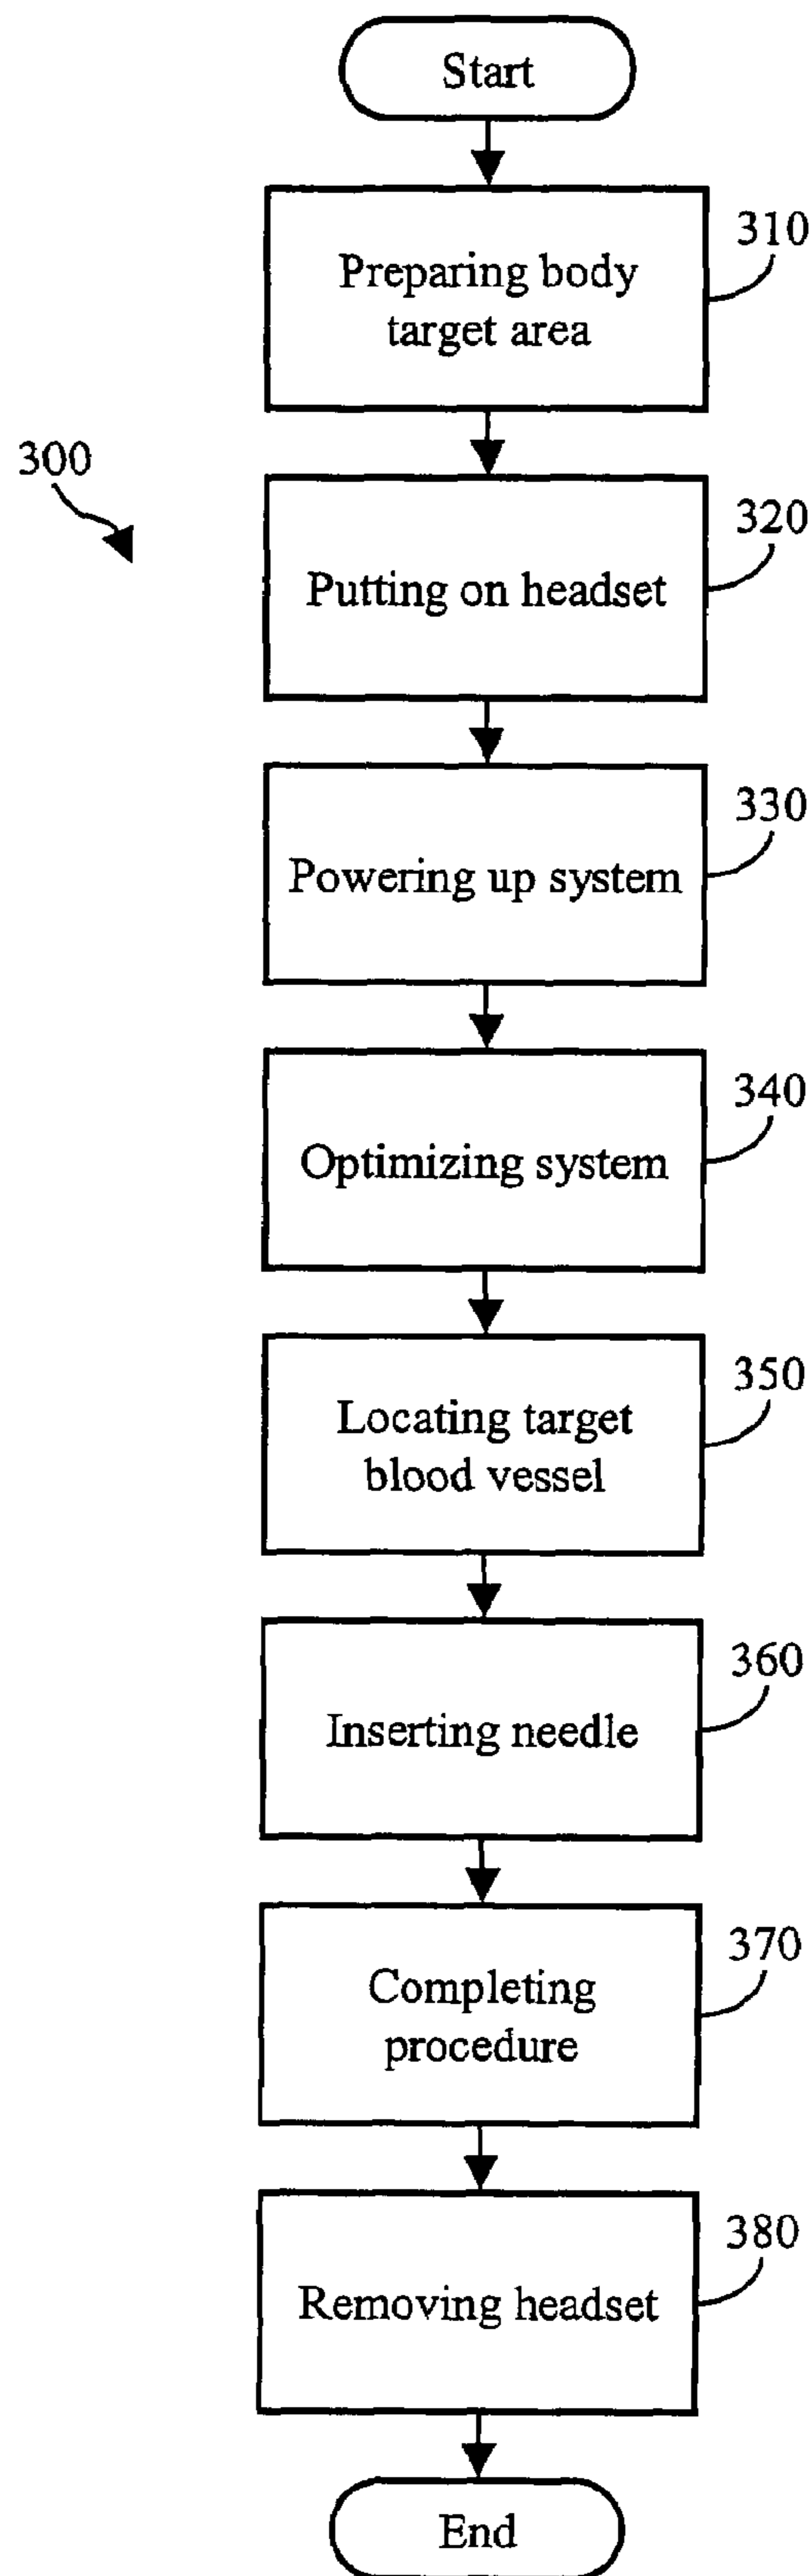 Start
310
Preparing body
target area
300
320
Putting on headset
330
Powering up system
340
Optimizing system
350
Locating target
blood vessel
360
Inserting needle
370
Completing
procedure
380
Removing headset
End